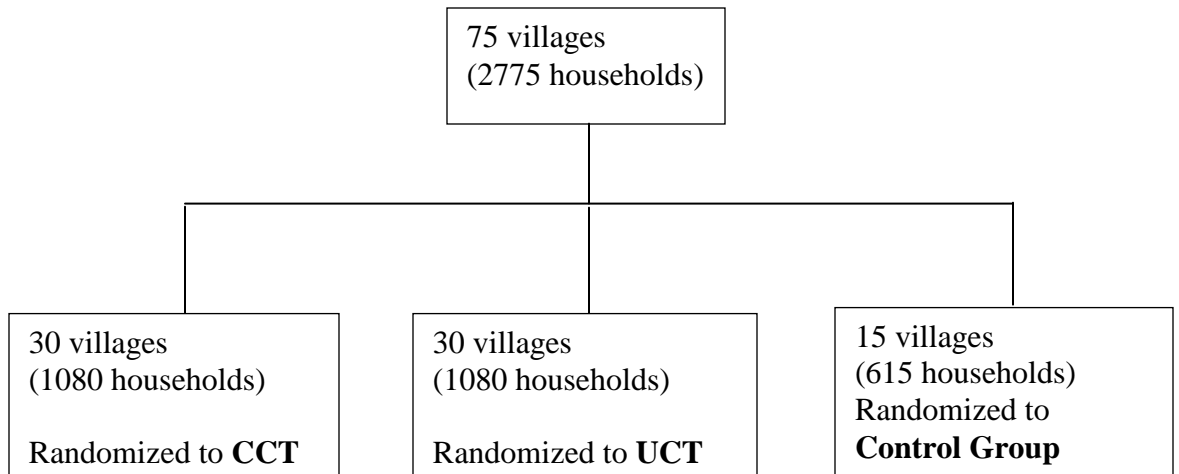 75 villages
(2775 households)
30 villages
(1080 households)
Randomized to CCT
30 villages
(1080 households)
Randomized to UCT
15 villages
(615 households)
Randomized to
Control Group